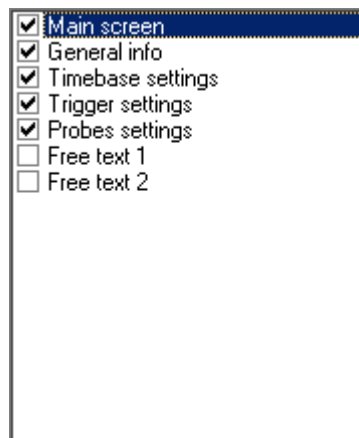 Main screen
General info
Timebase settings
Trigger settings
Probes settings
Free text 1
Free text 2